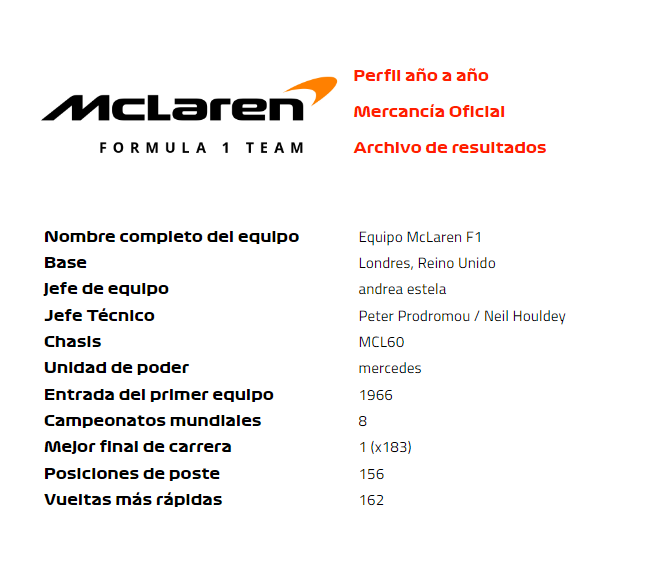 McLaren
FORMULA 1 TEAM
Perfil año a año
Mercancía Oficial
Archivo de resultados
Nombre completo del equipo Equipo McLaren F1
Base Londres, Reino Unido
Jefe de equipo andrea estela
Jefe Técnico Peter Prodromou / Neil Houldey
Chasis MCL60
Unidad de poder mercedes
Entrada del primer equipo 1966
Campeonatos mundiales 8
Mejor final de carrera 1 (x183)
Posiciones de poste 156
Vueltas más rápidas 162